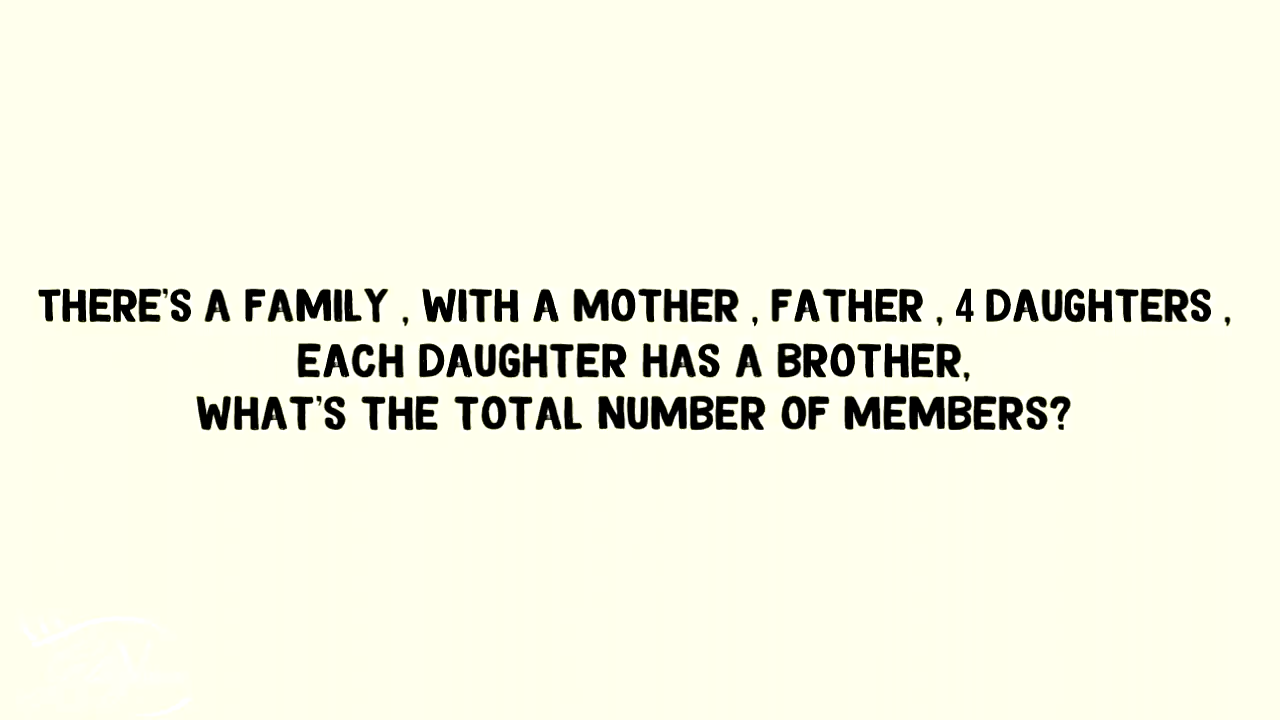 THERE'S A FAMILY , WITH A MOTHER , FATHER , 4 DAUGHTERS ,
EACH DAUGHTER HAS A BROTHER,
WHAT'S THE TOTAL NUMBER OF MEMBERS?